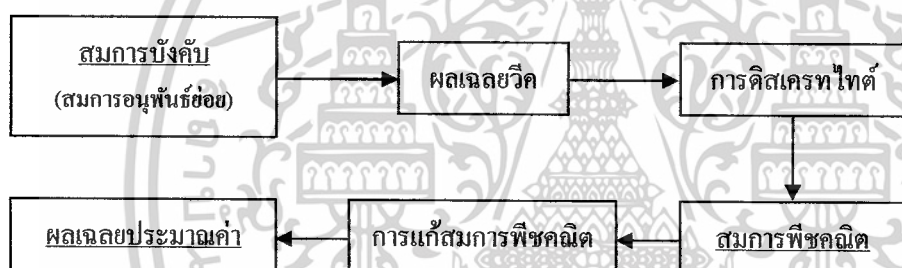 สมการบังคับ
(สมการอนุพันธ์ย่อย)
ผลเฉลยวีค
การดิสเครทไทต์
สมการพีชคณิต
การแก้สมการพีชคณิต
ผลเฉลยประมาณค่า